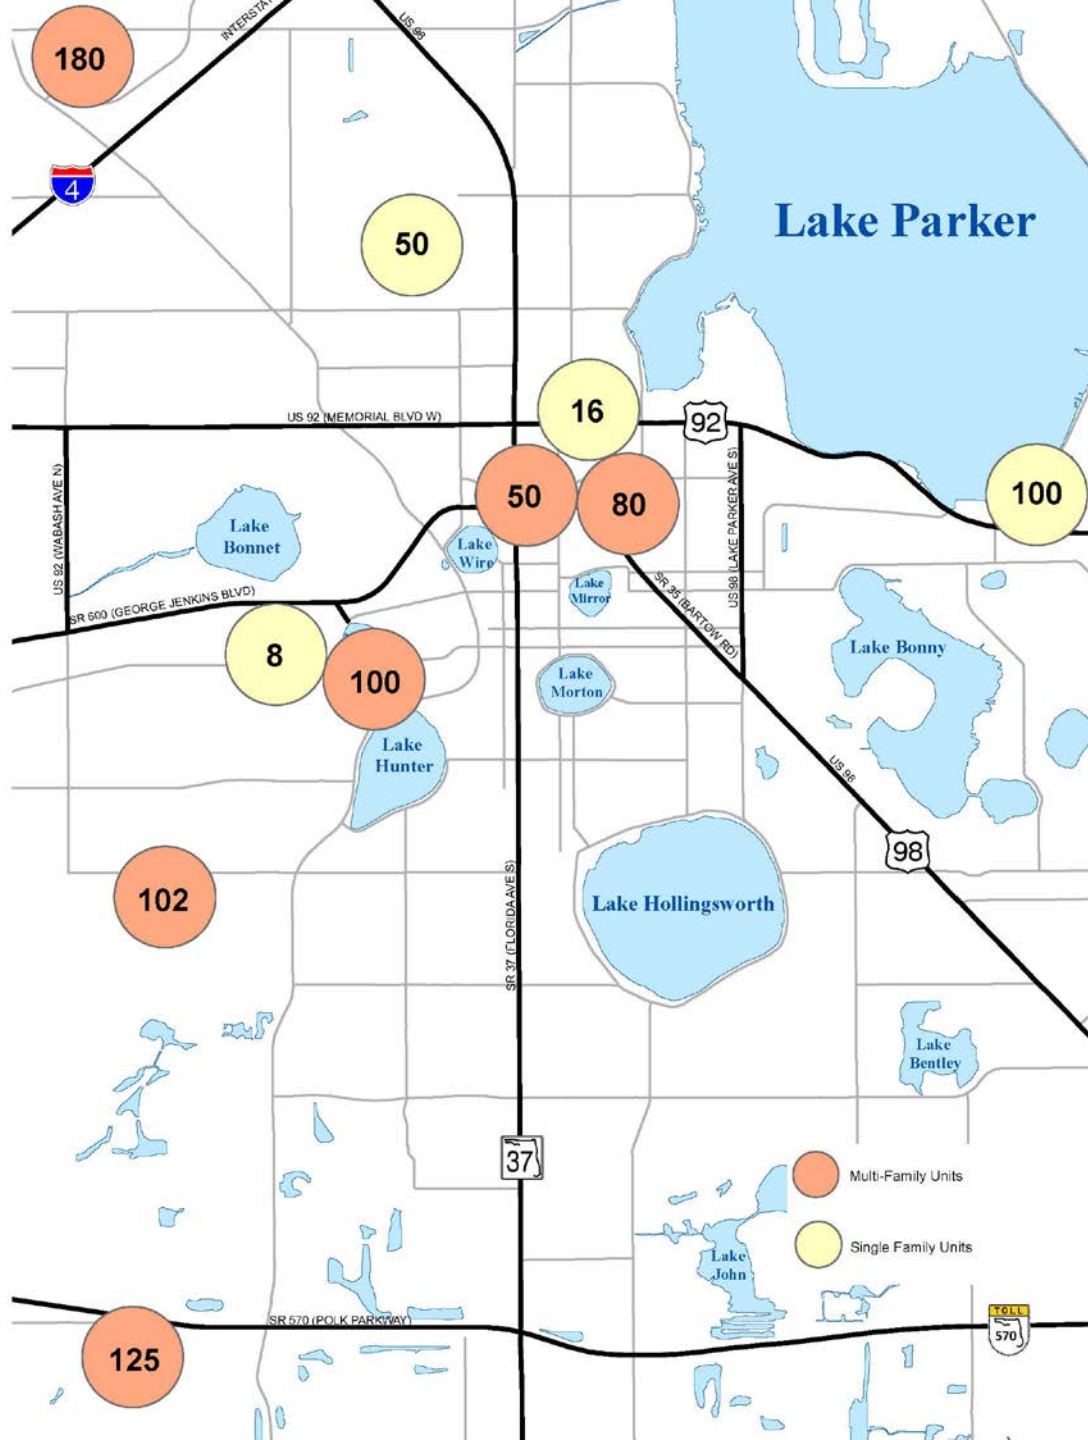 INTERSTA
US 98
180
4
50
Lake Parker
16
US 92 (MEMORIAL BLVD W)
92
US 92 (WABASH AVE N)
50
80
100
US 98 (LAKE PARKER AVE S)
Lake
Bonnet
Lake
Wire
Lake
Mirror
SR 600 (GEORGE JENKINS BLVD)
SR 35 (BARTOW RD)
8
100
Lake Bonny
Lake
Morton
Lake
Hunter
US 98
98
102
Lake Hollingsworth
SR 37 (FLORIDA AVE S)
Lake
Bentley
37
Multi-Family Units
Single Family Units
Lake
John
SR 570 (POLK PARKWAY)
TOLL
570
125